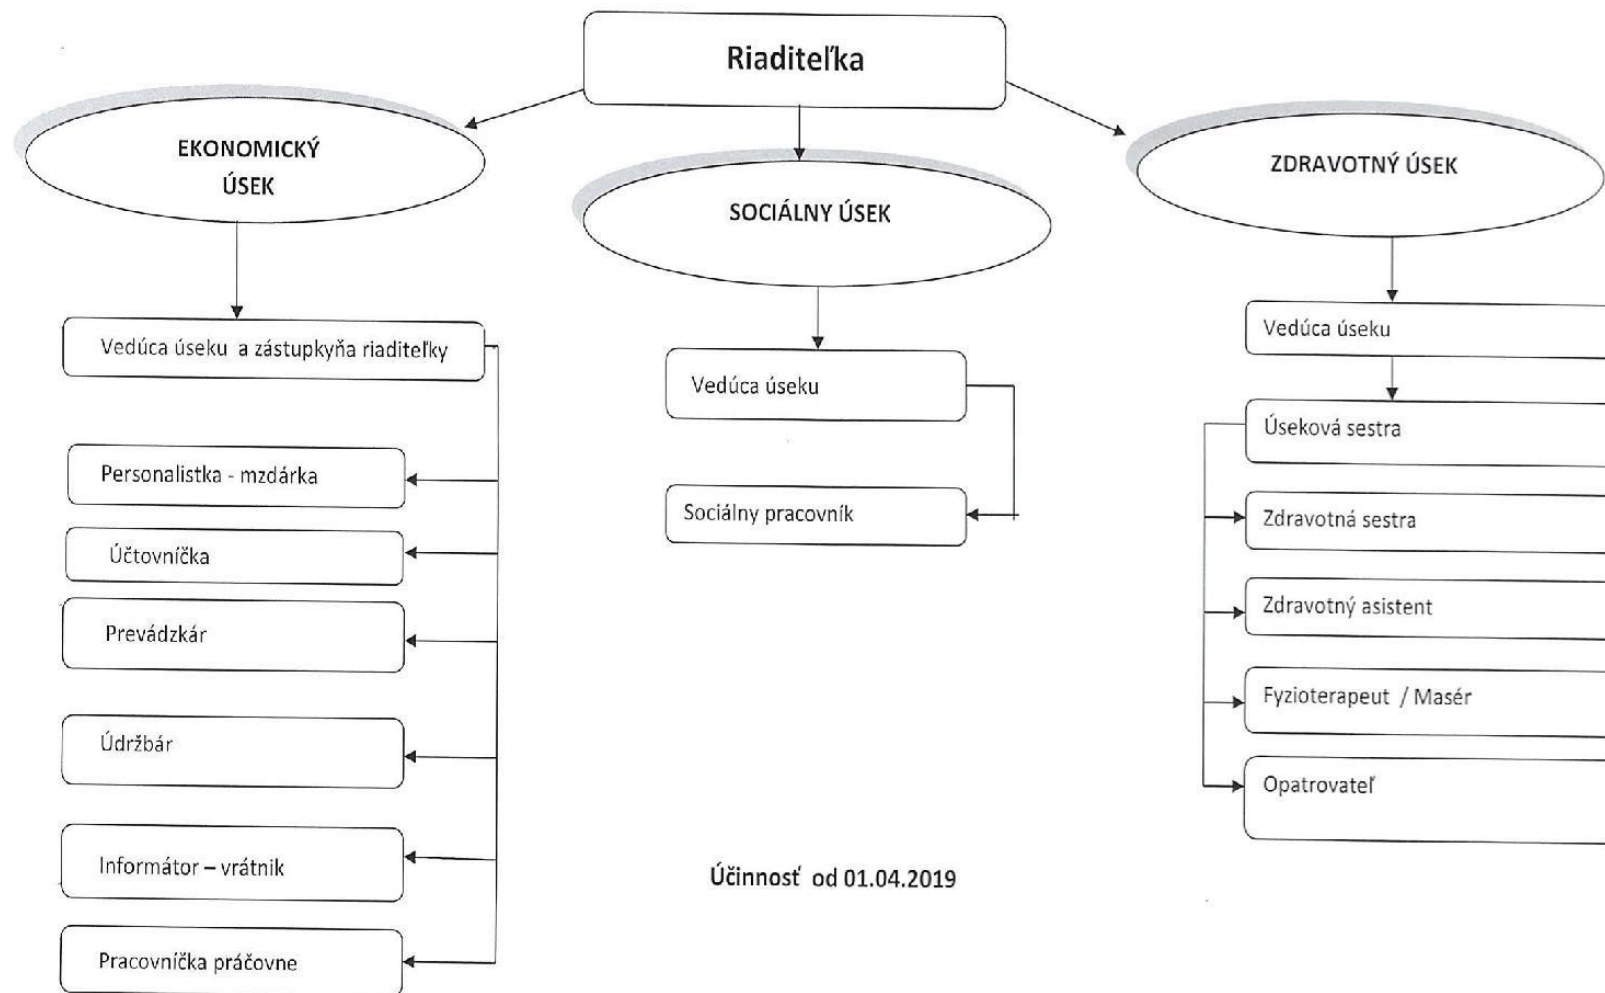 Riaditeľka
EKONOMICKÝ
ÚSEK
SOCIÁLNY ÚSEK
ZDRAVOTNÝ ÚSEK
Vedúca úseku a zástupkyňa riaditeľky
Personalistka - mzdárka
Účtovníčka
Prevádzkár
Údržbár
Informátor – vrátnik
Pracovníčka práčovne
Vedúca úseku
Sociálny pracovník
Vedúca úseku
Úseková sestra
Zdravotná sestra
Zdravotný asistent
Fyzioterapeut / Masér
Opatrovateľ
Účinnosť od 01.04.2019